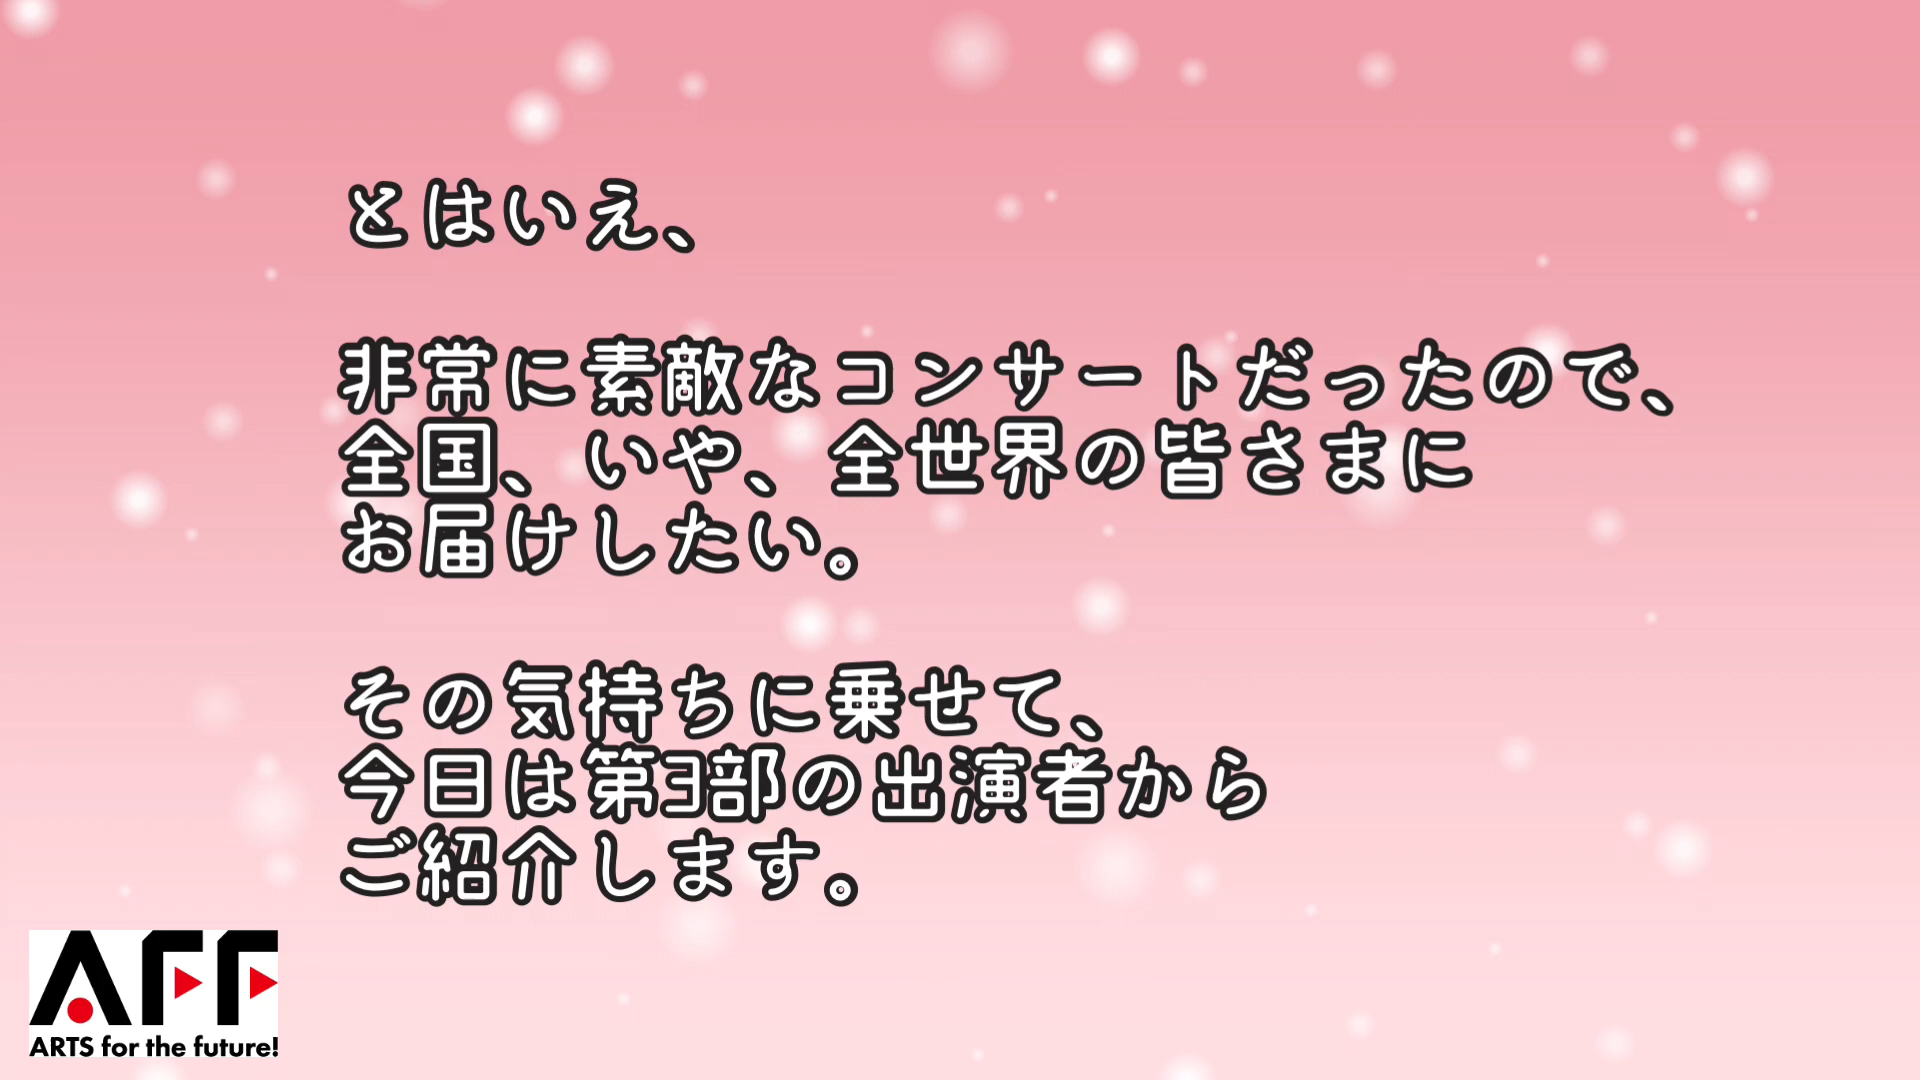 とはいえ、
非常に素敵なコンサートだったので、
全国、いや、全世界の皆さまに
お届けしたい。
その気持ちに乗せて、
今日は第3部の出演者から
ご紹介します。
AFF
ARTS for the future!